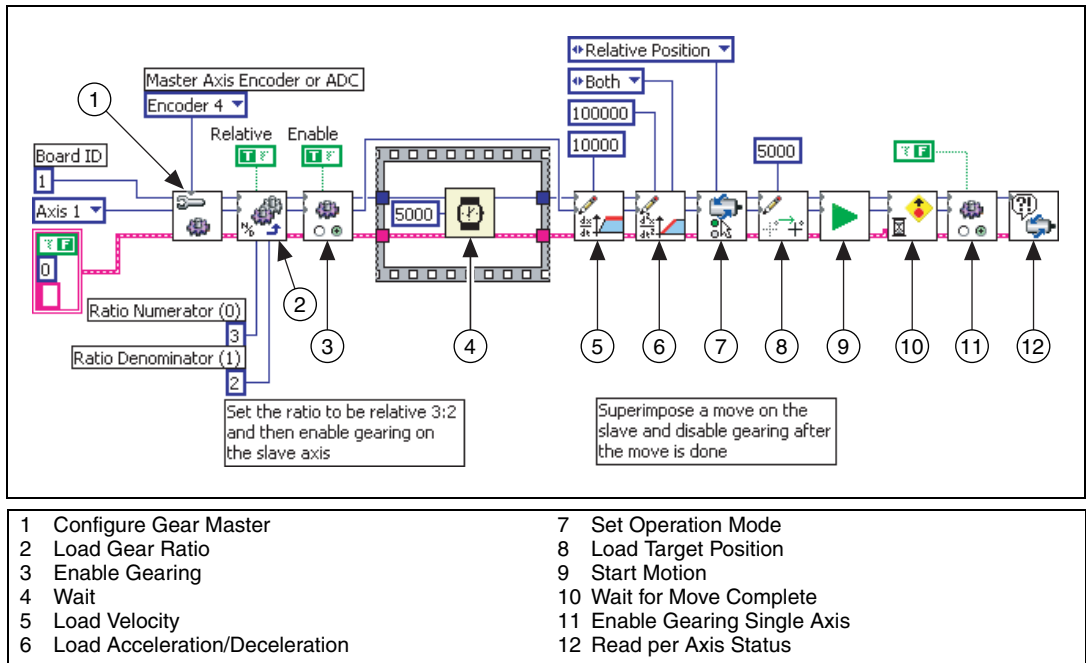 Relative Position
Both
Master Axis Encoder or ADC
Encoder 4
1
100000
10000
Relative
Enable
T
T
5000
F
Board ID
1
Axis 1
5000
dx
dt
d²x
dt²
?!
F
0
N/D
Ratio Numerator (0)
3
Ratio Denominator (1)
2
2
3
4
5
6
7
8
9
10
11
12
Set the ratio to be relative 3:2
and then enable gearing on
the slave axis
Superimpose a move on the
slave and disable gearing after
the move is done
1 Configure Gear Master
2 Load Gear Ratio
3 Enable Gearing
4 Wait
5 Load Velocity
6 Load Acceleration/Deceleration
7 Set Operation Mode
8 Load Target Position
9 Start Motion
10 Wait for Move Complete
11 Enable Gearing Single Axis
12 Read per Axis Status